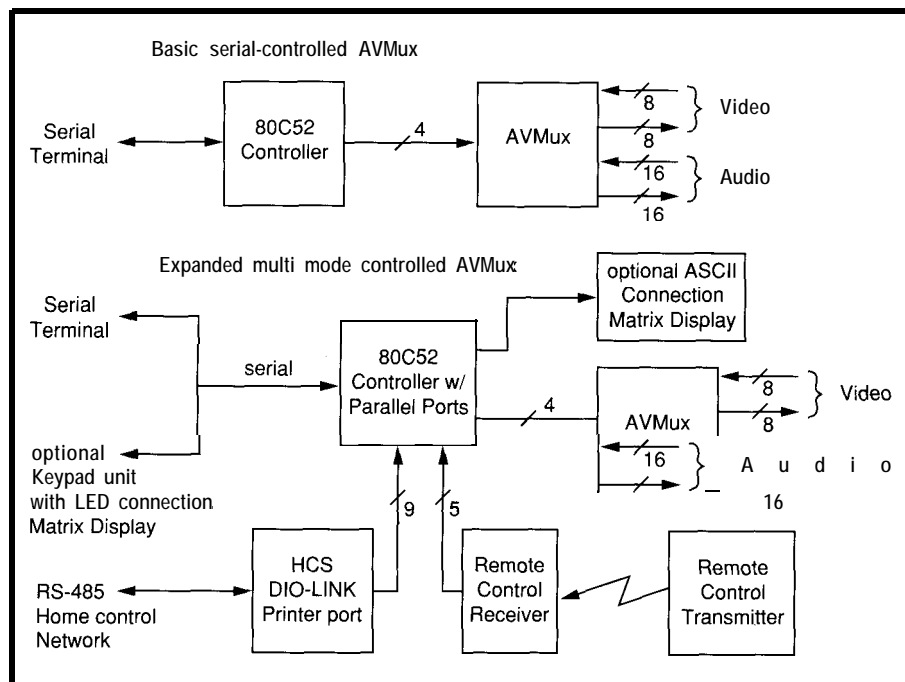 Basic serial-controlled AVMux
Serial
Terminal
80C52
Controller
4
AVMux
8
8
Video
16
16
Audio
Expanded multi mode controlled AVMux
Serial
Terminal
serial
optional
Keypad unit
with LED connection
Matrix Display
80C52
Controller w/
Parallel Ports
optional ASCII
Connection
Matrix Display
4
AVMux
8
8
Video
16
Audio
16
9
5
RS-485
Home control
Network
HCS
DIO-LINK
Printer port
Remote
Control
Receiver
Remote
Control
Transmitter